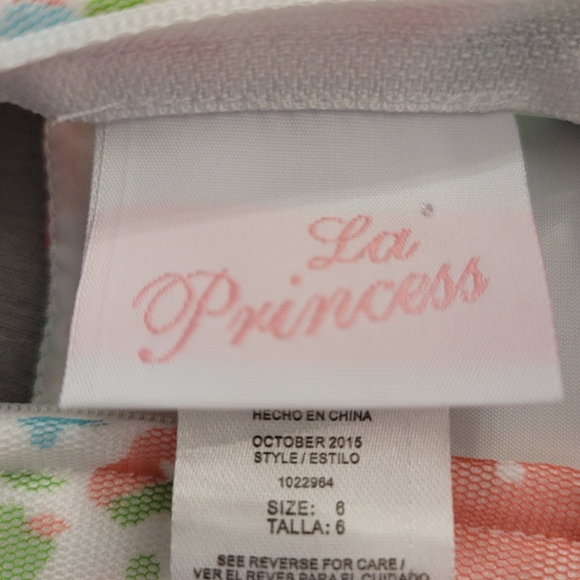 La
Princess
HECHO EN CHINA
OCTOBER 2015
STYLE / ESTILO
1022964
SIZE: 6
TALLA: 6
SEE REVERSE FOR CARE /
VER EL REVES PARA EL CUIDADO